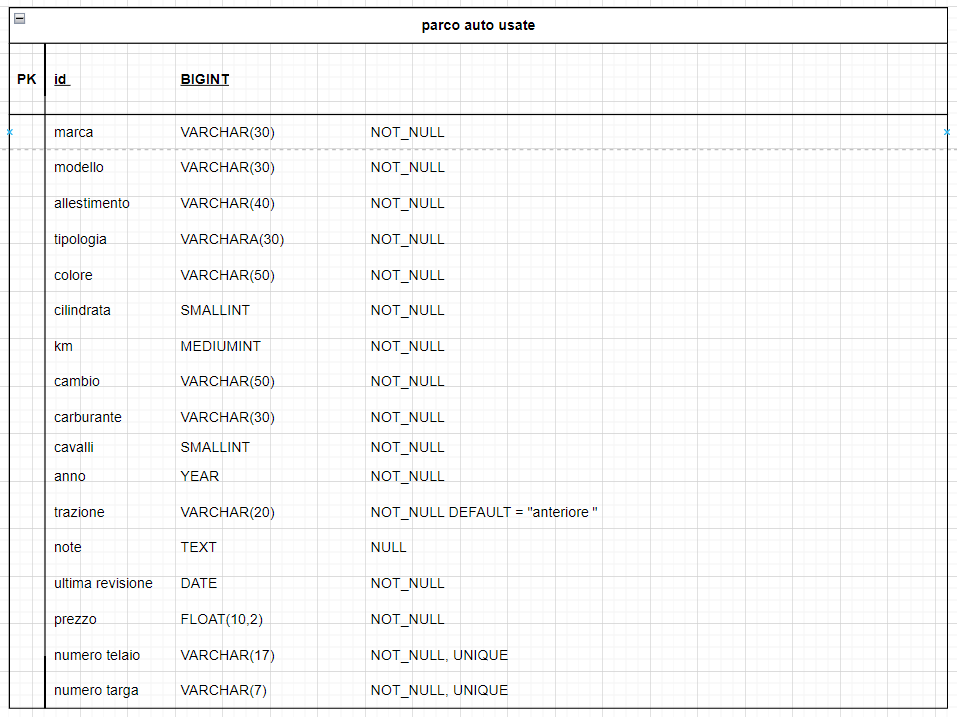 parco auto usate
PK id BIGINT
marca VARCHAR(30) NOT_NULL
modello VARCHAR(30) NOT_NULL
allestimento VARCHAR(40) NOT_NULL
tipologia VARCHARA(30) NOT_NULL
colore VARCHAR(50) NOT_NULL
cilindrata SMALLINT NOT_NULL
km MEDIUMINT NOT_NULL
cambio VARCHAR(50) NOT_NULL
carburante VARCHAR(30) NOT_NULL
cavalli SMALLINT NOT_NULL
anno YEAR NOT_NULL
trazione VARCHAR(20) NOT_NULL DEFAULT = "anteriore "
note TEXT NULL
ultima revisione DATE NOT_NULL
prezzo FLOAT(10,2) NOT_NULL
numero telaio VARCHAR(17) NOT_NULL, UNIQUE
numero targa VARCHAR(7) NOT_NULL, UNIQUE